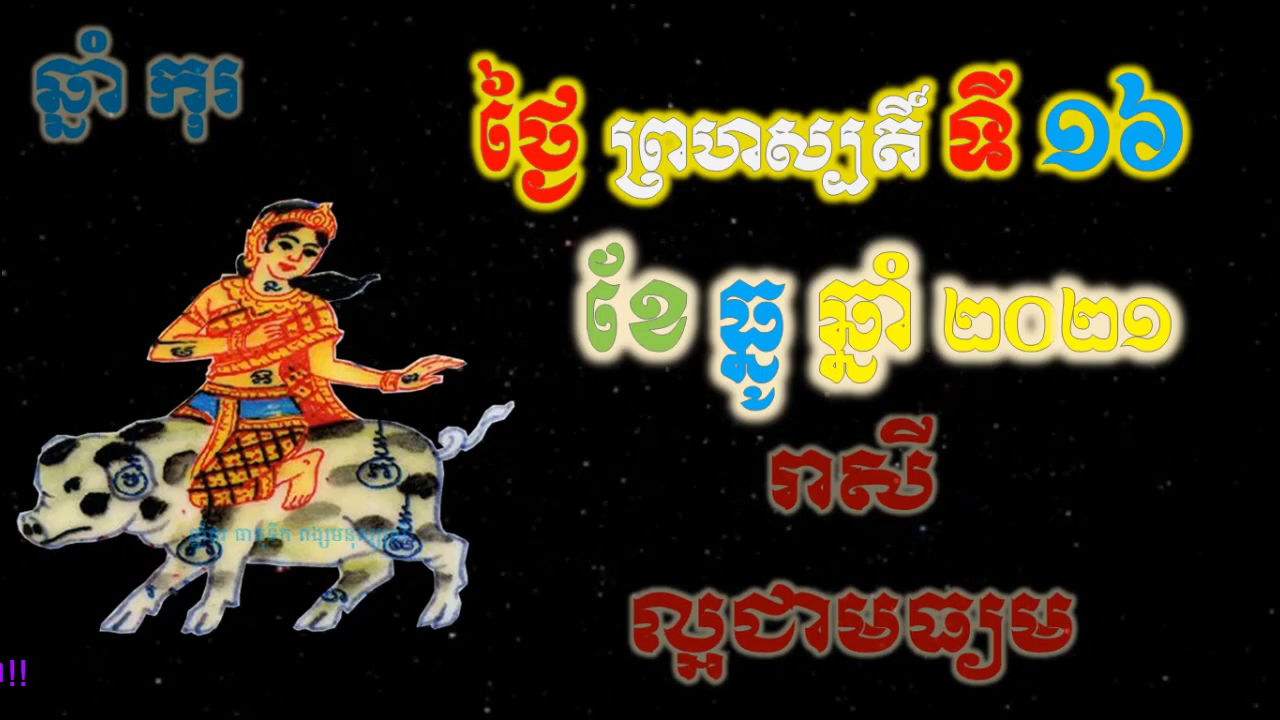 ឆ្នាំ កុរ
ថ្ងៃ ព្រហស្បតិ៍ ទី ១៦
ខែ ធ្នូ ឆ្នាំ ២០២១
រាសី
ល្អជាមធ្យម
!!